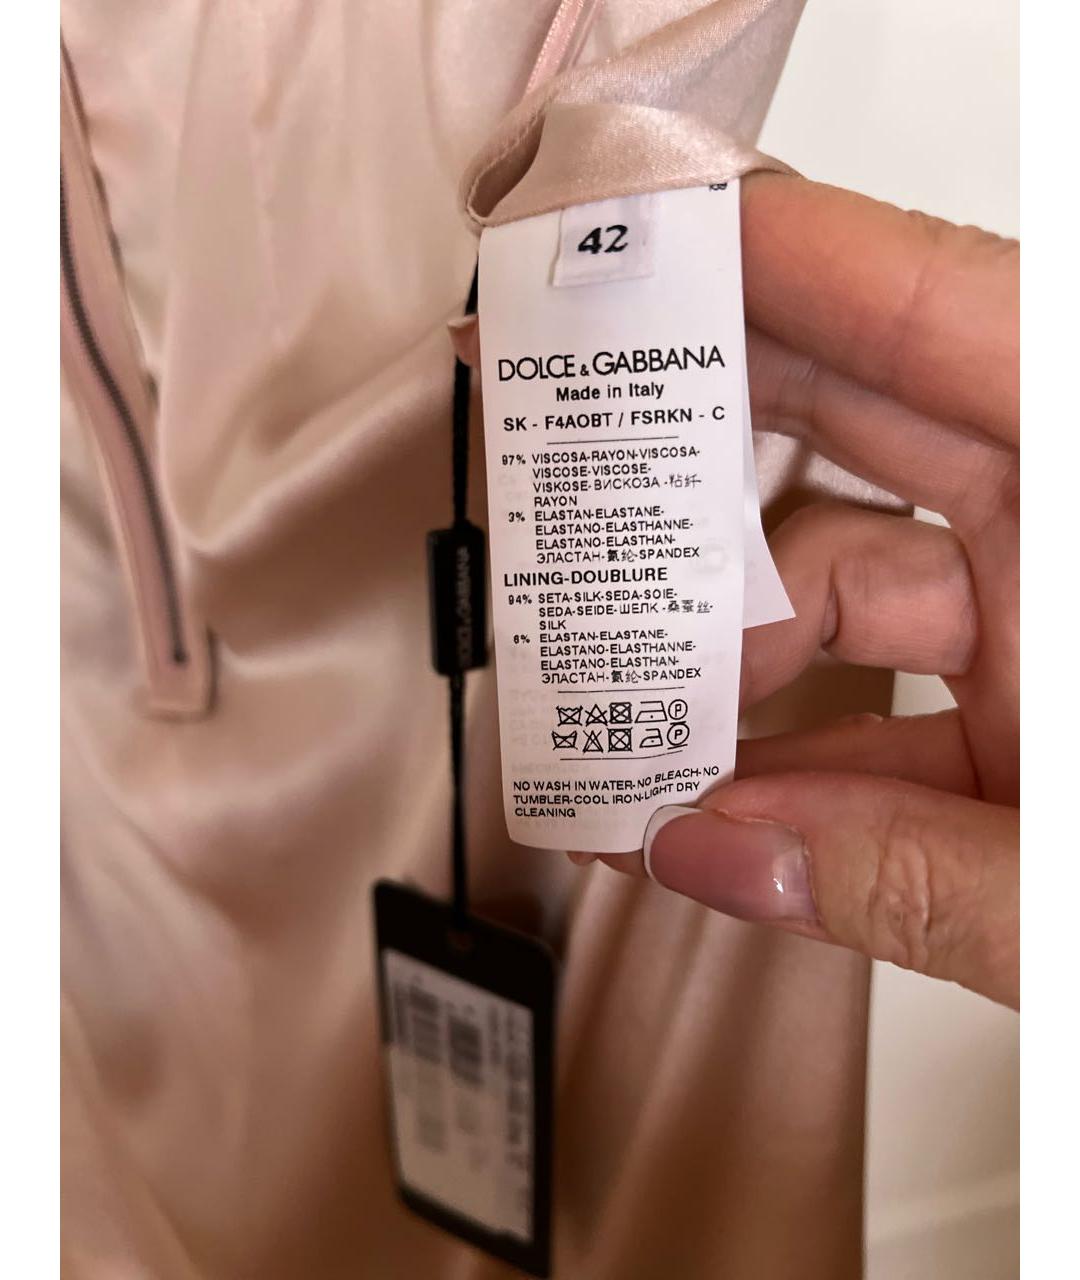 42
DOLCE & GABBANA
Made in Italy
SK - F4AOBT / FSRKN - C
97% VISCOSA-RAYON-VISCOSA-
VISCOSE-VISCOSE-
VISKOSE-ВИСКОЗА -粘纤-
RAYON
3% ELASTAN-ELASTANE-
ELASTANO-ELASTHANNE-
ELASTANO-ELASTHAN-
ЭЛАСТАН-氨纶-SPANDEX
LINING-DOUBLURE
94% SETA-SILK-SEDA-SOIE-
SEDA-SEIDE-ШЕЛК -桑蚕丝-
SILK
6% ELASTAN-ELASTANE-
ELASTANO-ELASTHANNE-
ELASTANO-ELASTHAN-
ЭЛАСТАН-氨纶-SPANDEX
P
P
NO WASH IN WATER-NO BLEACH-NO
TUMBLER-COOL IRON-LIGHT DRY
CLEANING
DOLCE & GABBANA